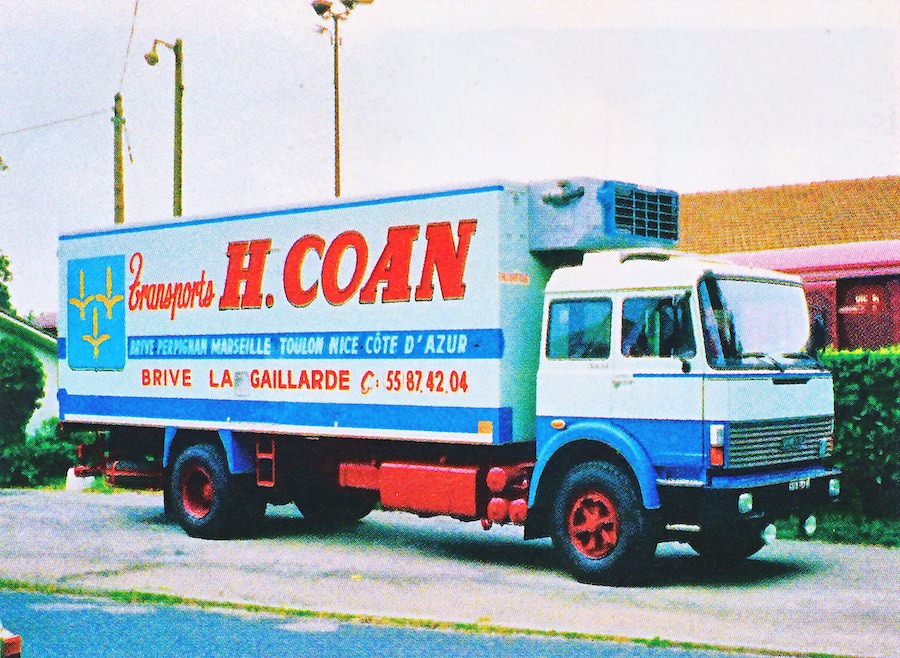 Transports H. COAN
BRIVE PERPIGNAN MARSEILLE TOULON NICE CÔTE D'AZUR
BRIVE LA GAILLARDE : 55 87.42.04